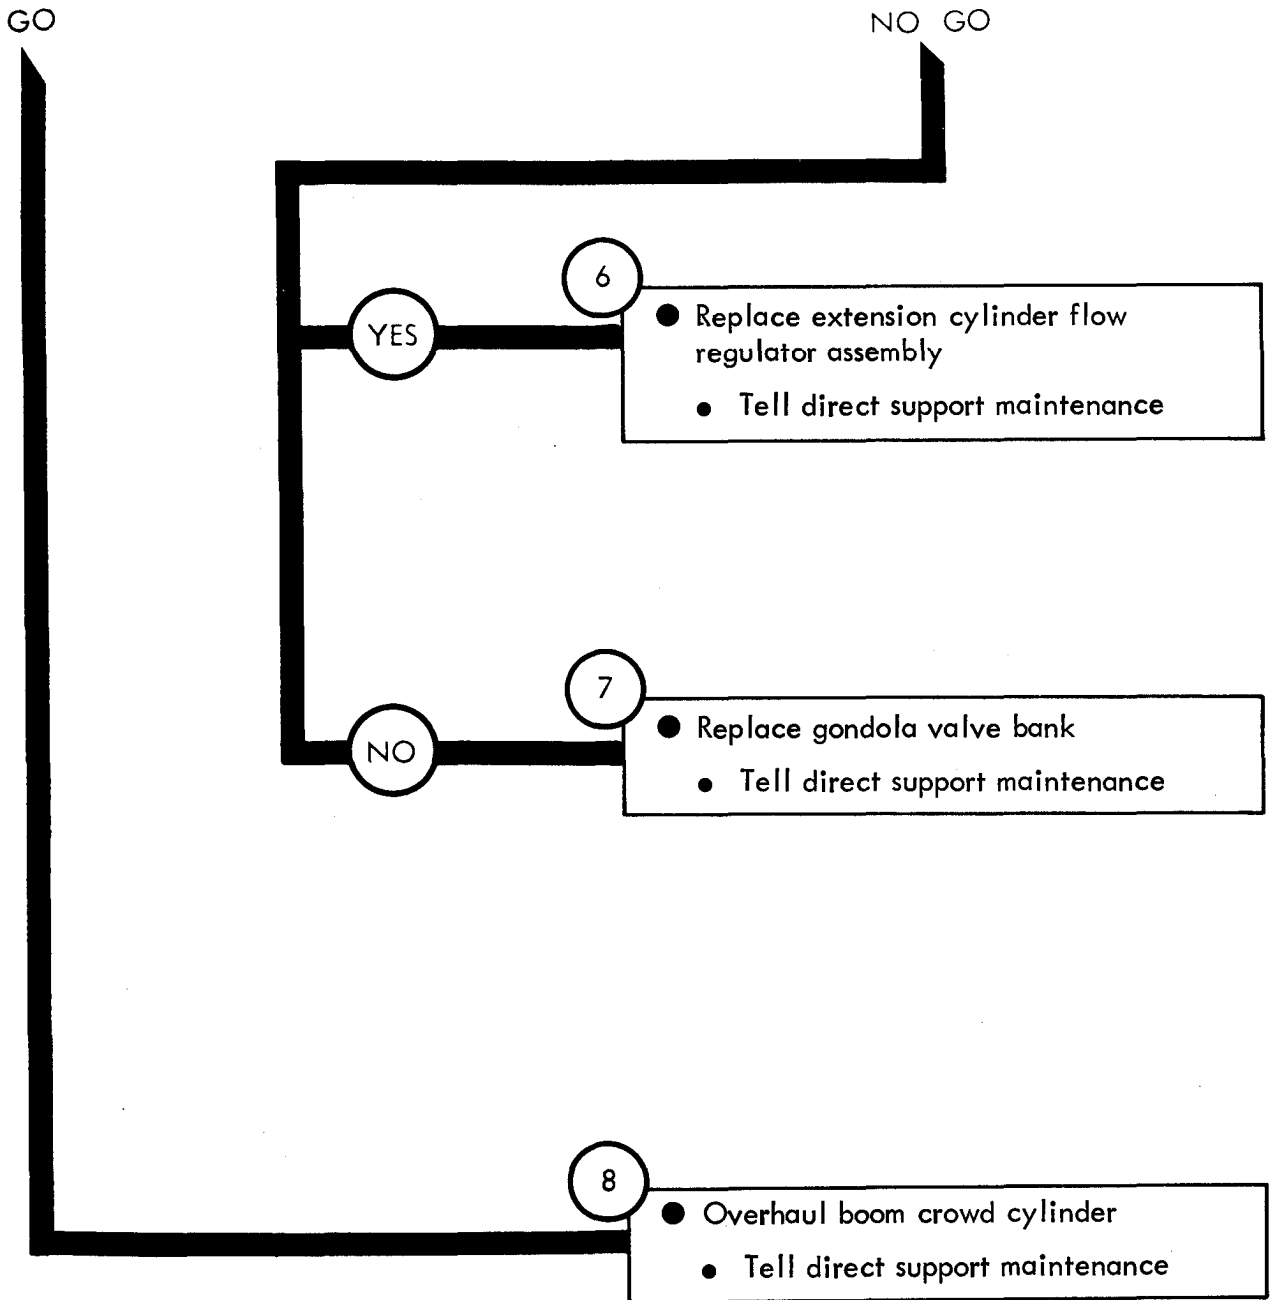 GO
NO GO
6
● Replace extension cylinder flow
regulator assembly
● Tell direct support maintenance
YES
7
● Replace gondola valve bank
● Tell direct support maintenance
NO
8
● Overhaul boom crowd cylinder
● Tell direct support maintenance